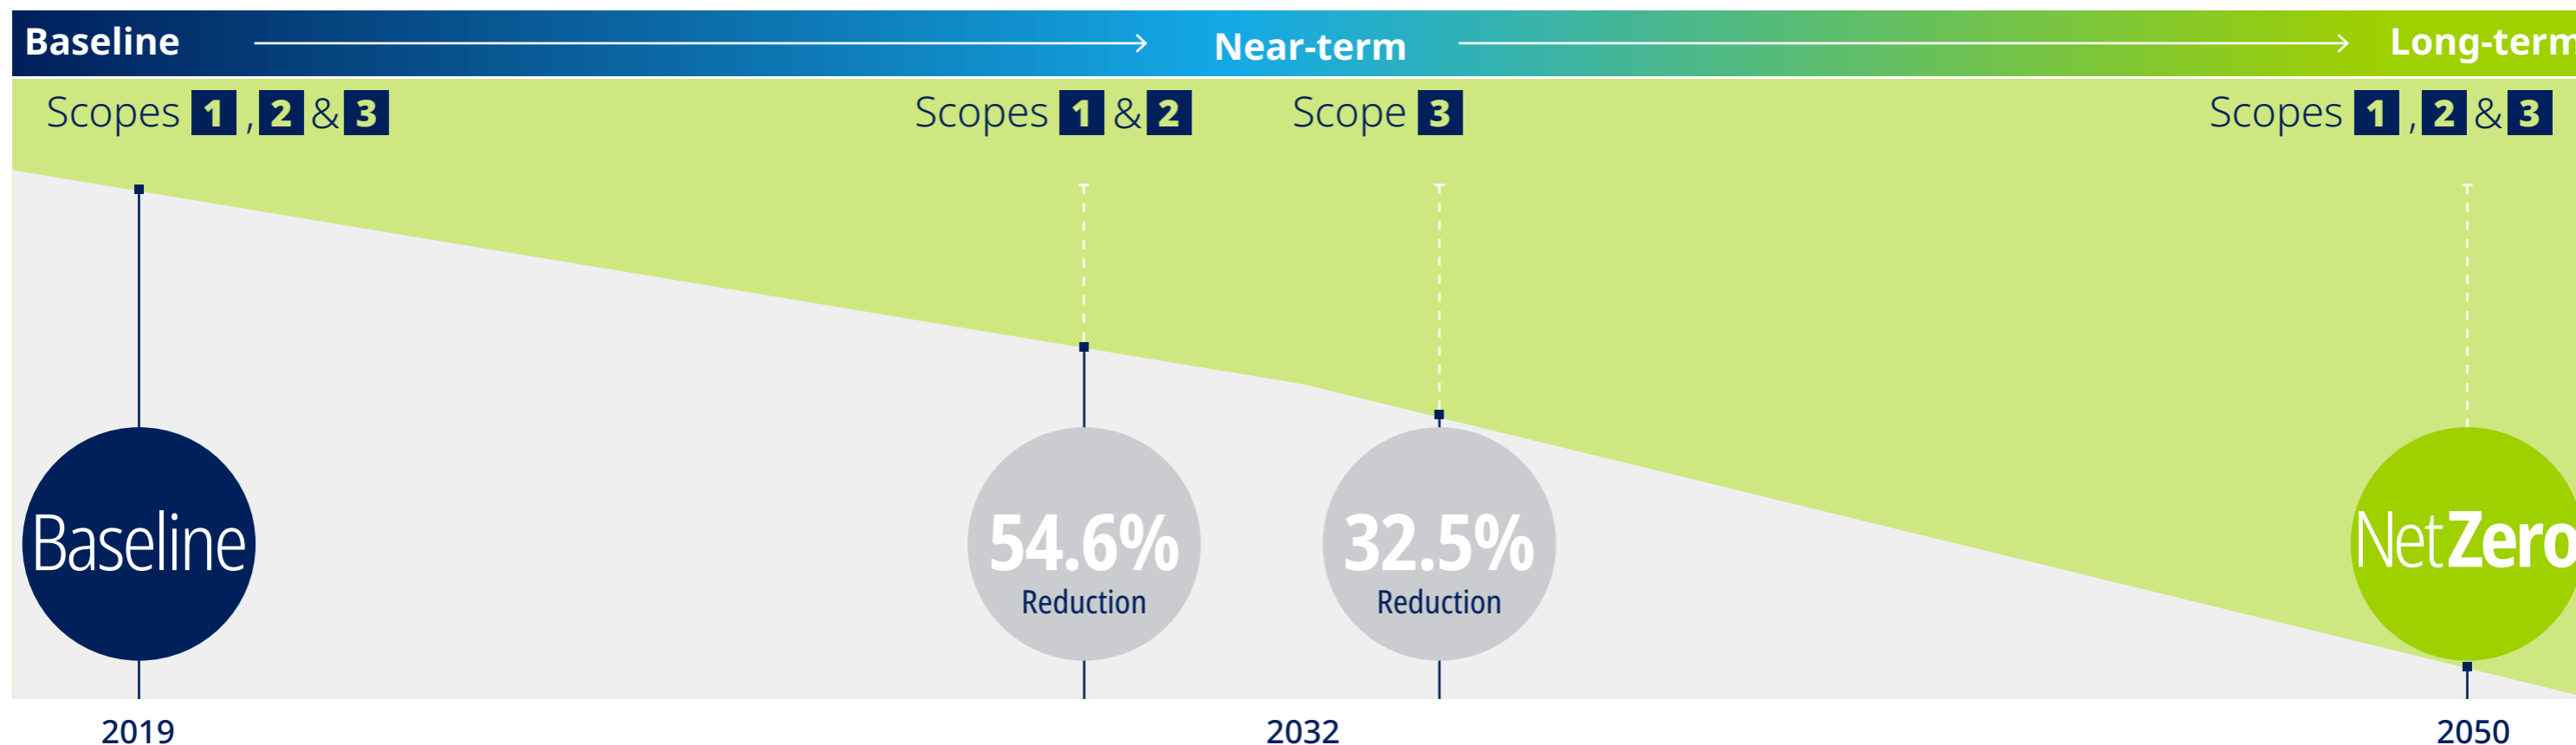 Baseline Near-term Long-term
Scopes 1, 2 & 3 Scopes 1 & 2 Scope 3 Scopes 1, 2 & 3
Baseline 54.6% 32.5% NetZero
Reduction Reduction
2019 2032 2050